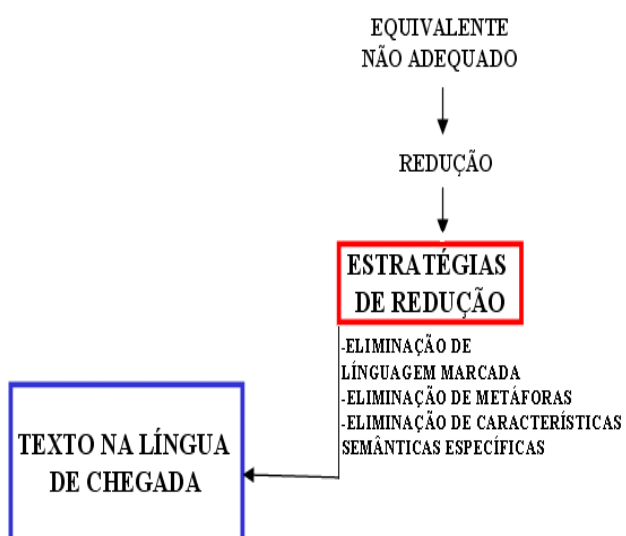 EQUIVALENTE
NÃO ADEQUADO
REDUÇÃO
ESTRATÉGIAS
DE REDUÇÃO
-ELIMINAÇÃO DE
LÍNGUAGEM MARCADA
-ELIMINAÇÃO DE METÁFORAS
-ELIMINAÇÃO DE CARACTERÍSTICAS
SEMÂNTICAS ESPECÍFICAS
TEXTO NA LÍNGUA
DE CHEGADA